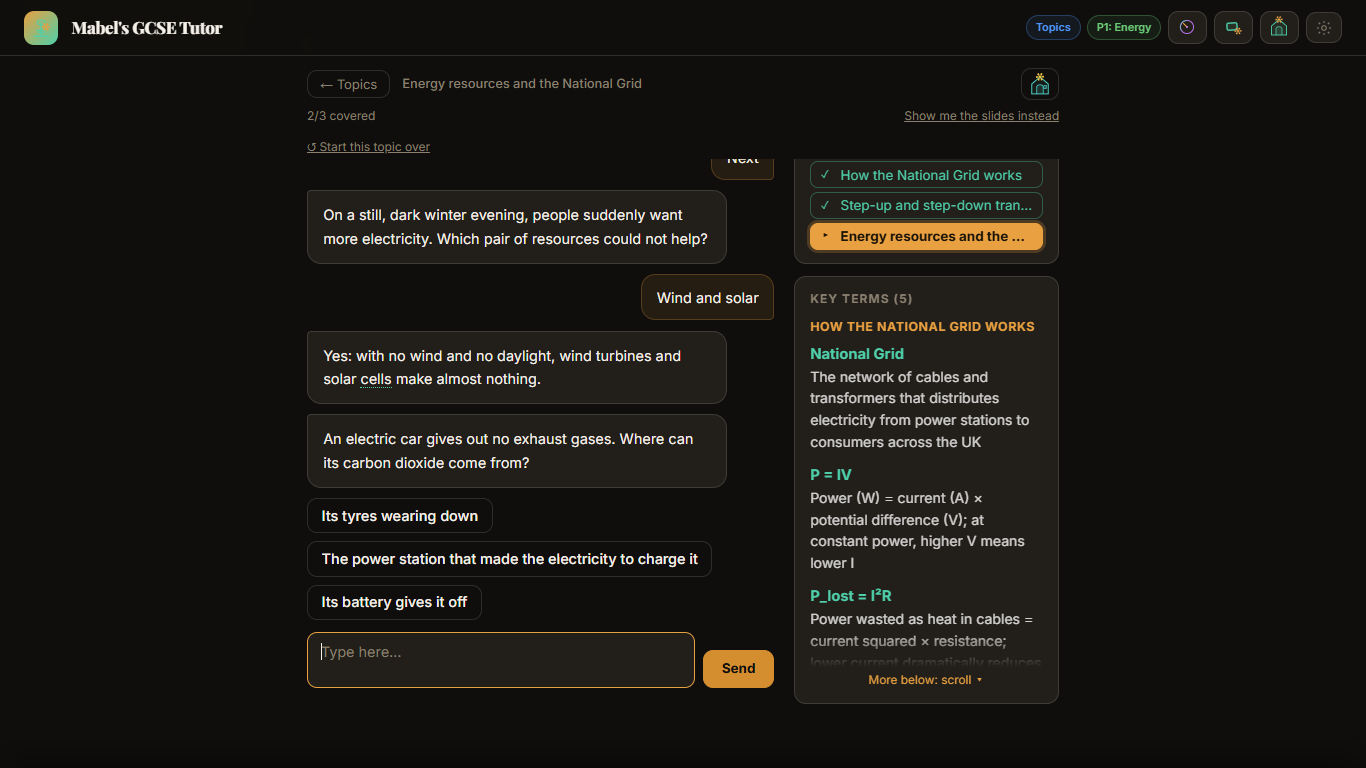 Mabel's GCSE Tutor
Topics
P1: Energy
← Topics
Energy resources and the National Grid
2/3 covered
Show me the slides instead
↺ Start this topic over
Next
On a still, dark winter evening, people suddenly want
more electricity. Which pair of resources could not help?
Wind and solar
Yes: with no wind and no daylight, wind turbines and
solar cells make almost nothing.
An electric car gives out no exhaust gases. Where can
its carbon dioxide come from?
Its tyres wearing down
The power station that made the electricity to charge it
Its battery gives it off
Type here...
Send
✓ How the National Grid works
✓ Step-up and step-down tran...
‣ Energy resources and the ...
KEY TERMS (5)
HOW THE NATIONAL GRID WORKS
National Grid
The network of cables and
transformers that distributes
electricity from power stations to
consumers across the UK
P = IV
Power (W) = current (A) ×
potential difference (V); at
constant power, higher V means
lower I
P_lost = I²R
Power wasted as heat in cables =
current squared × resistance;
lower current dramatically reduces
More below: scroll ▾